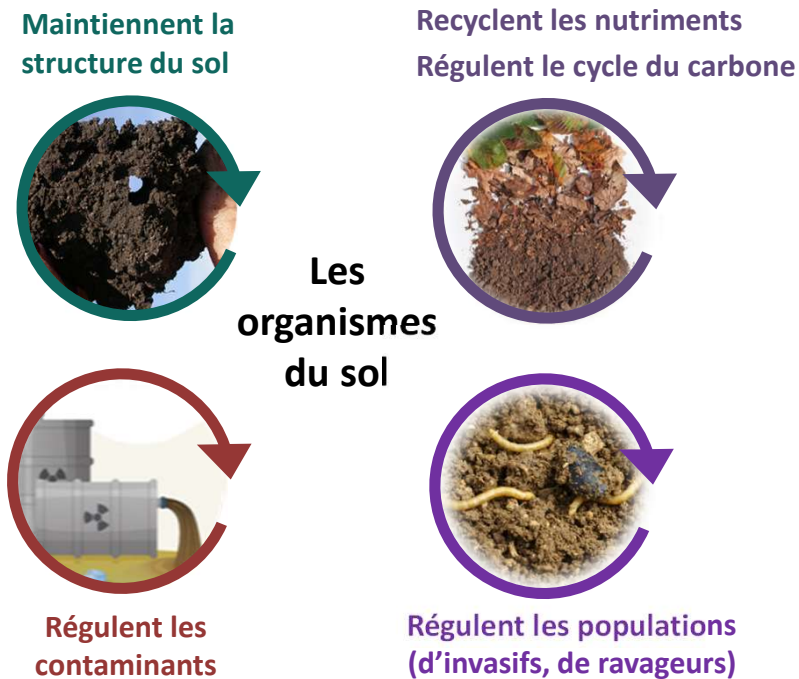 Maintiennent la
structure du sol
Recyclent les nutriments
Régulent le cycle du carbone
Les
organismes
du sol
Régulent les
contaminants
Régulent les populations
(d'invasifs, de ravageurs)